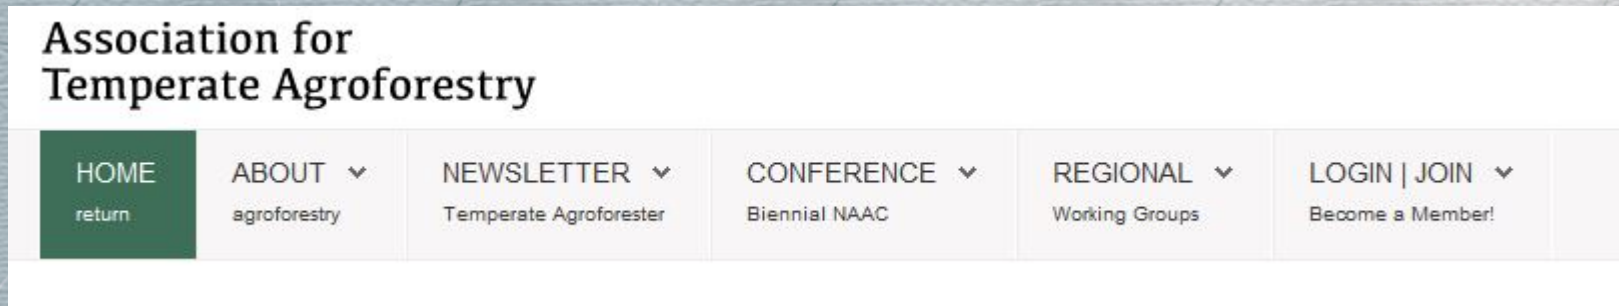 Association for
Temperate Agroforestry
HOME
return
ABOUT
agroforestry
NEWSLETTER
Temperate Agroforester
CONFERENCE
Biennial NAAC
REGIONAL
Working Groups
LOGIN | JOIN
Become a Member!